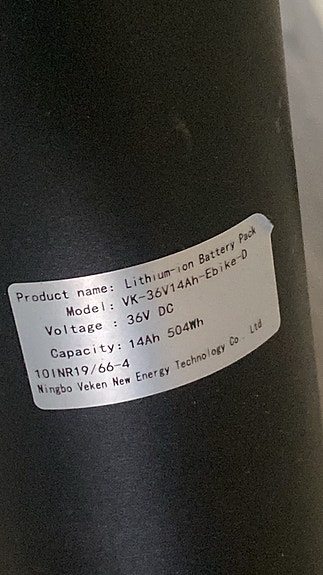 Product name: Lithium-ion Battery Pack
Model: VK-36V14Ah-Ebike-D
Voltage : 36V DC
Capacity: 14Ah 504Wh
10INR19/66-4
Ningbo Veken New Energy Technology Co., Ltd